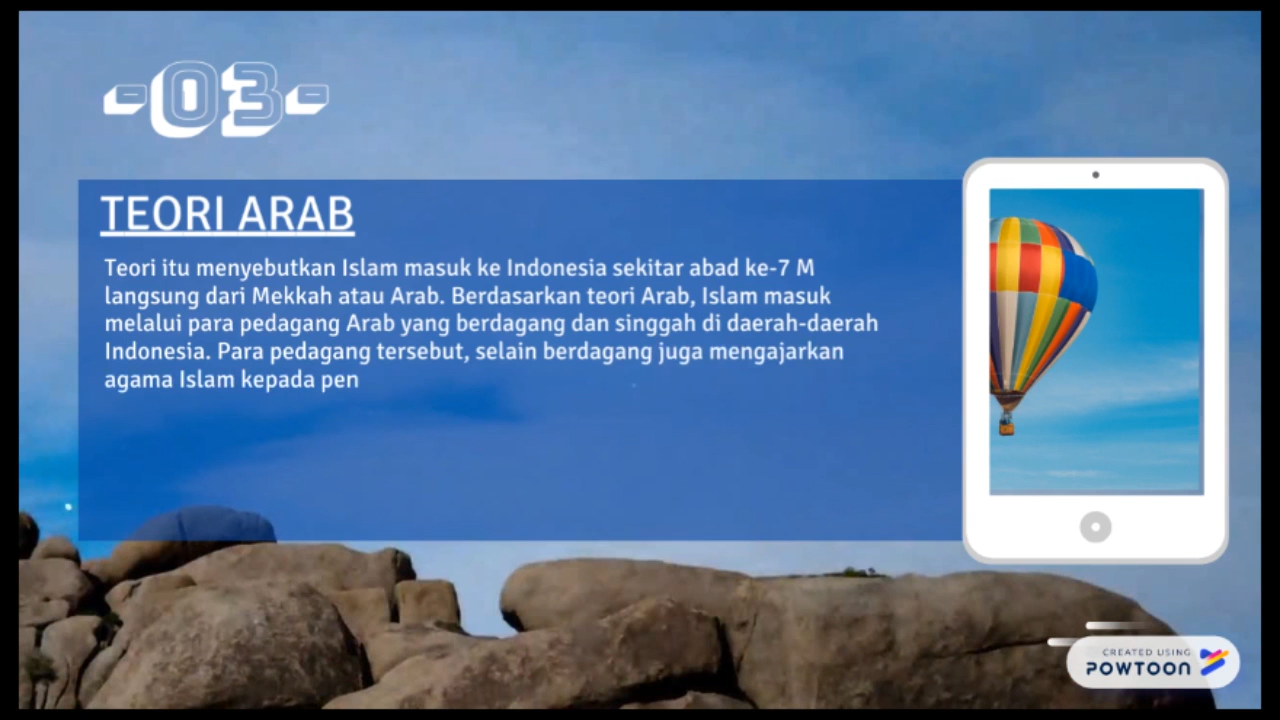 -03-
TEORI ARAB
Teori itu menyebutkan Islam masuk ke Indonesia sekitar abad ke-7 M
langsung dari Mekkah atau Arab. Berdasarkan teori Arab, Islam masuk
melalui para pedagang Arab yang berdagang dan singgah di daerah-daerah
Indonesia. Para pedagang tersebut, selain berdagang juga mengajarkan
agama Islam kepada pen
CREATED USING
POWTOON